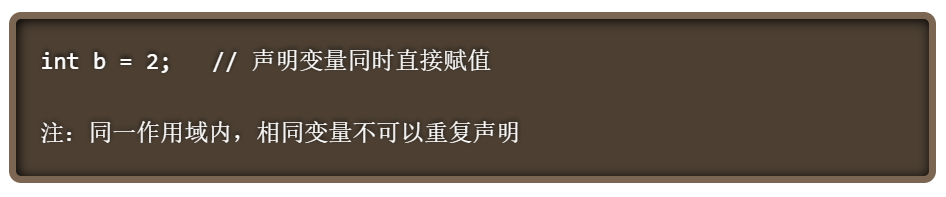 int b = 2;   // 声明变量同时直接赋值
注：同一作用域内，相同变量不可以重复声明